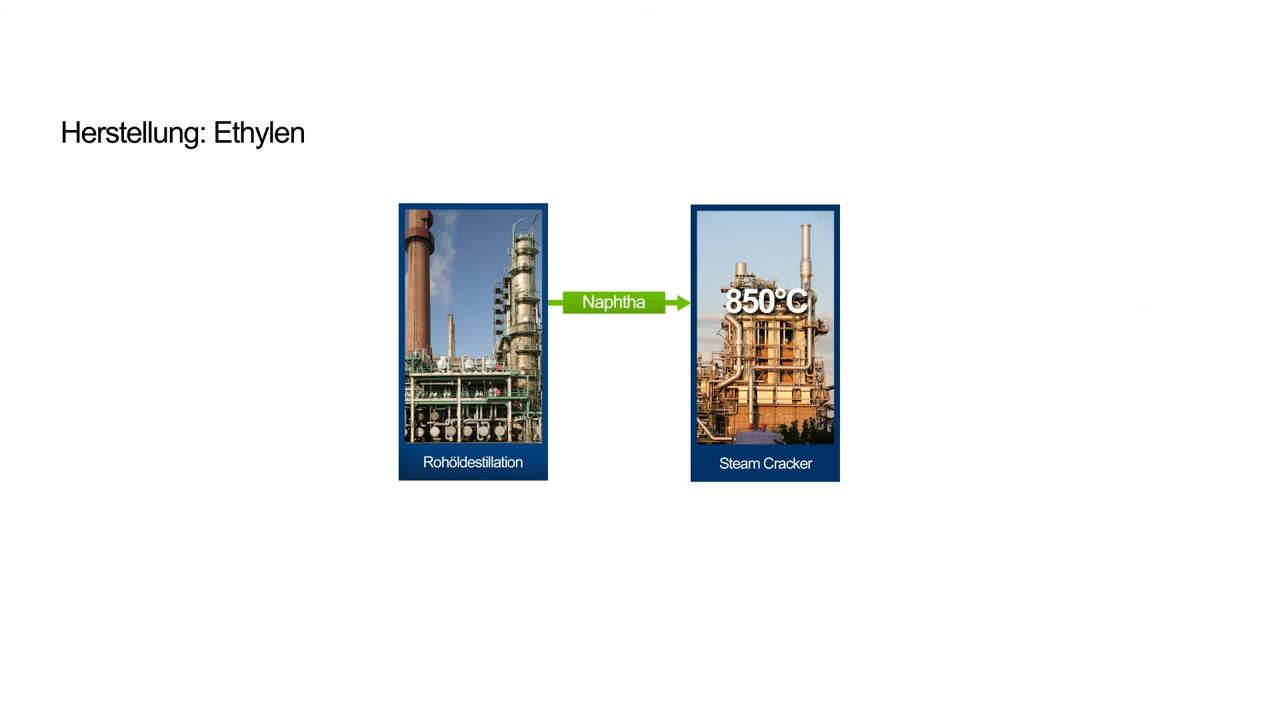 Herstellung: Ethylen
Naphtha
850°C
Rohöldestillation
Steam Cracker